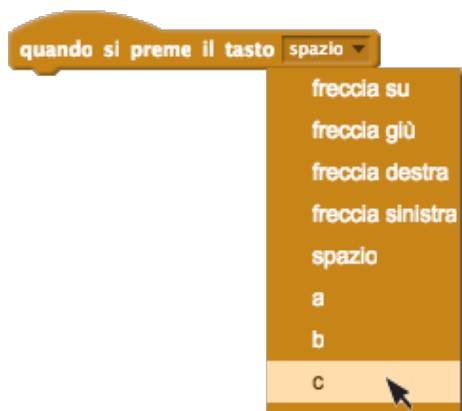 quando si preme il tasto spazio
freccia su
freccia giù
freccia destra
freccia sinistra
spazio
a
b
c